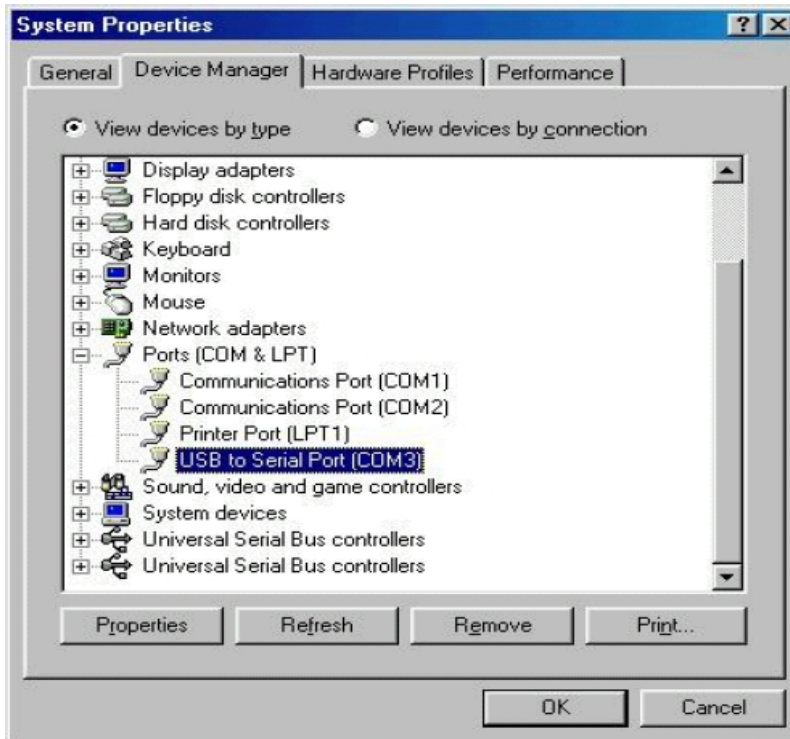 System Properties
General Device Manager Hardware Profiles Performance
View devices by type View devices by connection
Display adapters
Floppy disk controllers
Hard disk controllers
Keyboard
Monitors
Mouse
Network adapters
Ports (COM & LPT)
Communications Port (COM1)
Communications Port (COM2)
Printer Port (LPT1)
USB to Serial Port (COM3)
Sound, video and game controllers
System devices
Universal Serial Bus controllers
Universal Serial Bus controllers
Properties Refresh Remove Print...
OK Cancel